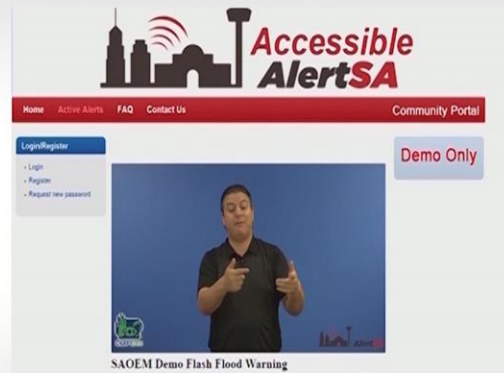 Accessible
AlertSA
Home Active Alerts FAQ Contact Us Community Portal
Login/Register
Login
Register
Request new password
Demo Only
AlertSA
SAOEM Demo Flash Flood Warning